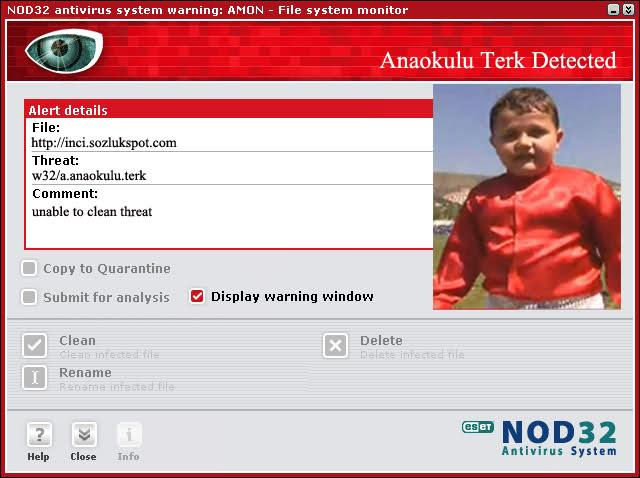 NOD32 antivirus system warning: AMON - File system monitor
Anaokulu Terk Detected
Alert details
File:
http://inci.sozlukspot.com
Threat:
w32/a.anaokulu.terk
Comment:
unable to clean threat
Copy to Quarantine
Submit for analysis
Display warning window
Clean
Clean infected file
Delete
Delete infected file
Rename
Rename infected file
Help
Close
Info
eseT NOD32
Antivirus System